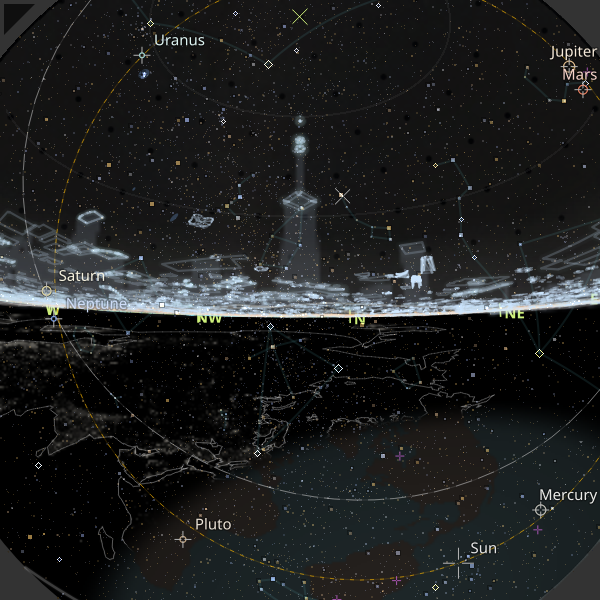 Uranus
Jupiter
Mars
Saturn
Neptune
W
NW
N
NE
E
Mercury
Pluto
Sun